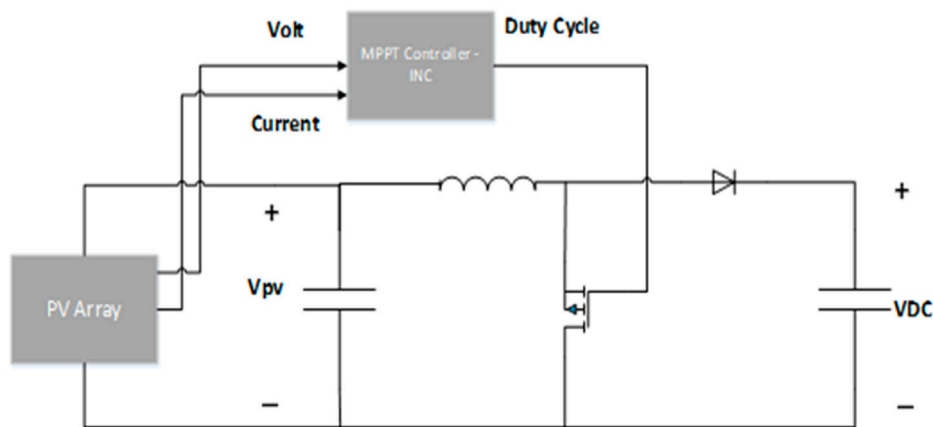 Volt
MPPT Controller -
INC
Duty Cycle
Current
+
+
PV Array
Vpv
VDC
–
–